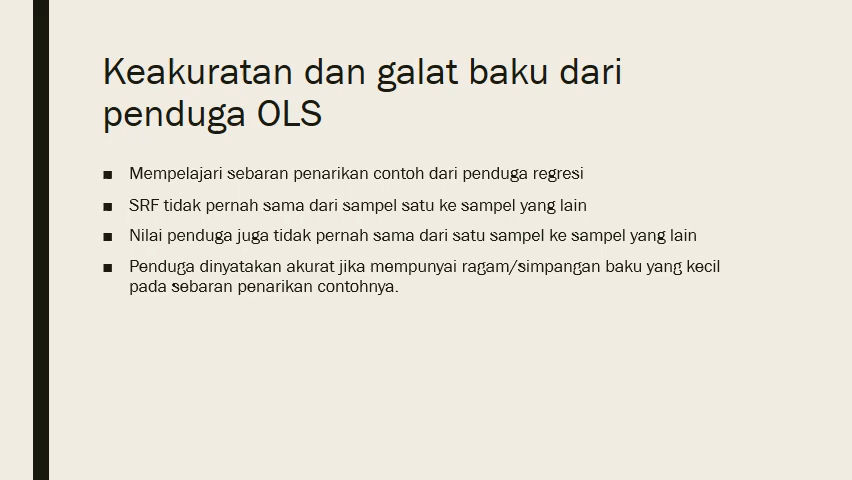 Keakuratan dan galat baku dari
penduga OLS
■ Mempelajari sebaran penarikan contoh dari penduga regresi
■ SRF tidak pernah sama dari sampel satu ke sampel yang lain
■ Nilai penduga juga tidak pernah sama dari satu sampel ke sampel yang lain
■ Penduga dinyatakan akurat jika mempunyai ragam/simpangan baku yang kecil
pada sebaran penarikan contohnya.